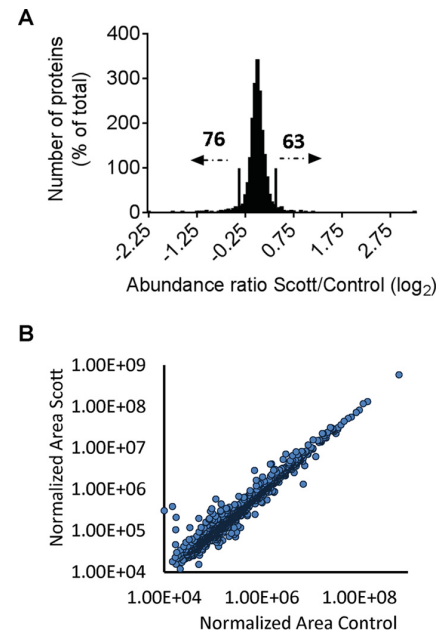 A
Number of proteins
(% of total)
400
300
200
100
0
76
63
-2.25
-1.25
-0.25
0.75
1.75
2.75
Abundance ratio Scott/Control (log2)
B
Normalized Area Scott
1.00E+09
1.00E+08
1.00E+07
1.00E+06
1.00E+05
1.00E+04
1.00E+04 1.00E+06 1.00E+08
Normalized Area Control